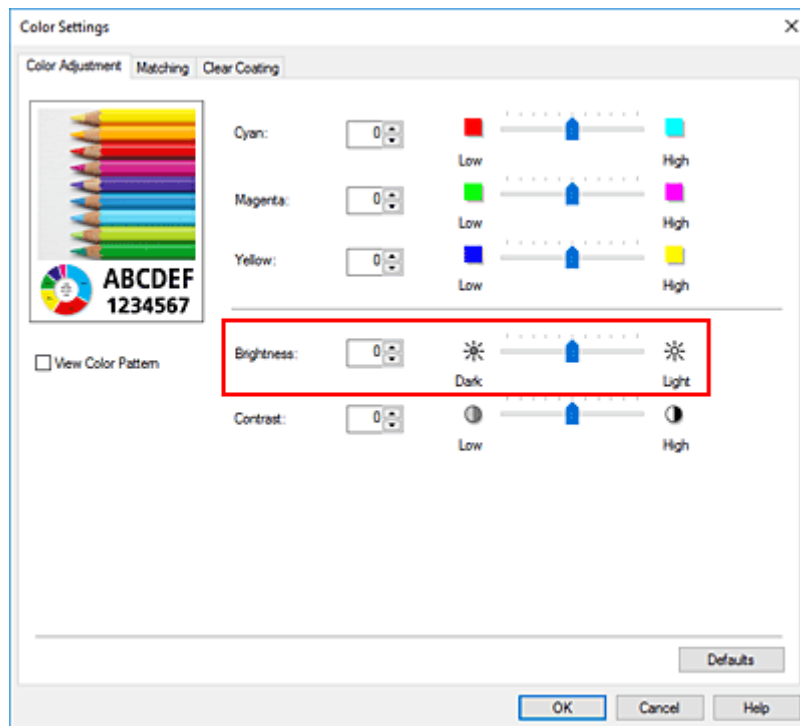 Color Settings
Color Adjustment Matching Clear Coating
Cyan: 0
Low High
Magenta: 0
Low High
Yellow: 0
Low High
ABCDEF
1234567
View Color Pattern
Brightness: 0
Dark Light
Contrast: 0
Low High
Defaults
OK Cancel Help